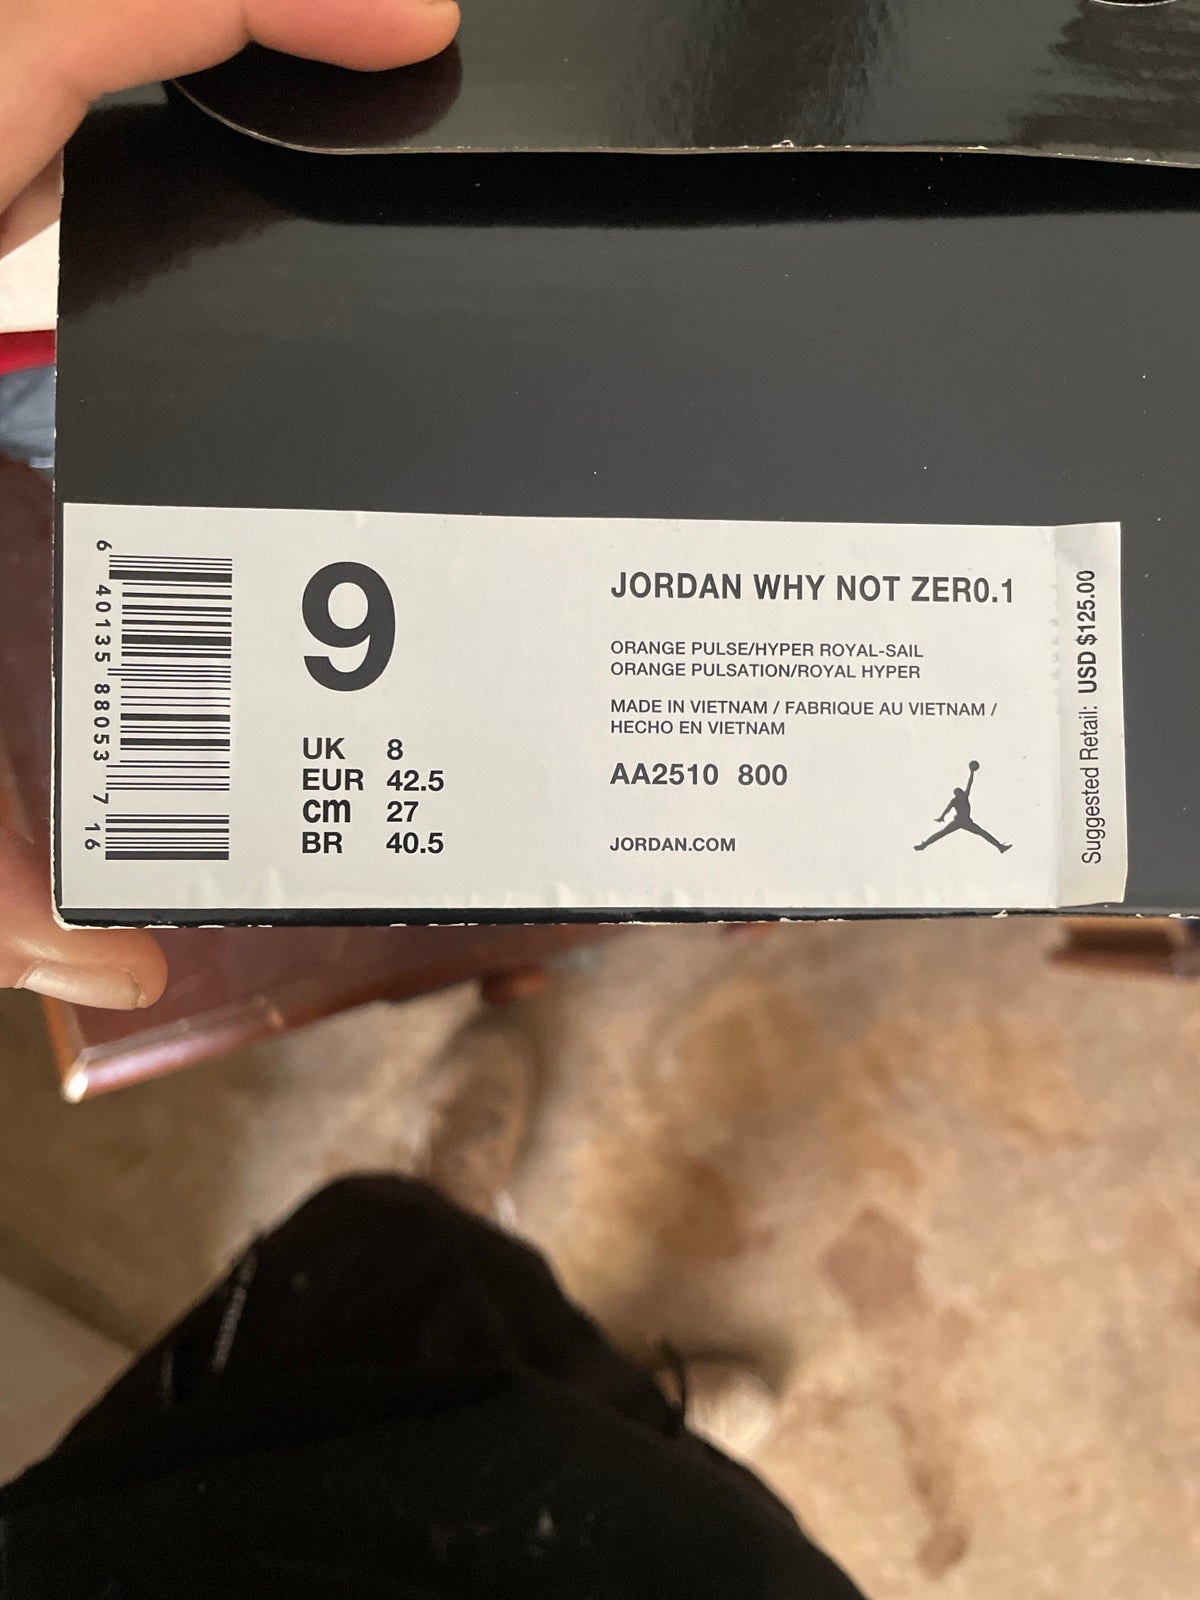 6 40135 88053 7 16
9
UK 8
EUR 42.5
cm 27
BR 40.5
JORDAN WHY NOT ZER0.1
ORANGE PULSE/HYPER ROYAL-SAIL
ORANGE PULSATION/ROYAL HYPER
MADE IN VIETNAM / FABRIQUE AU VIETNAM /
HECHO EN VIETNAM
AA2510 800
JORDAN.COM
Suggested Retail: USD $125.00